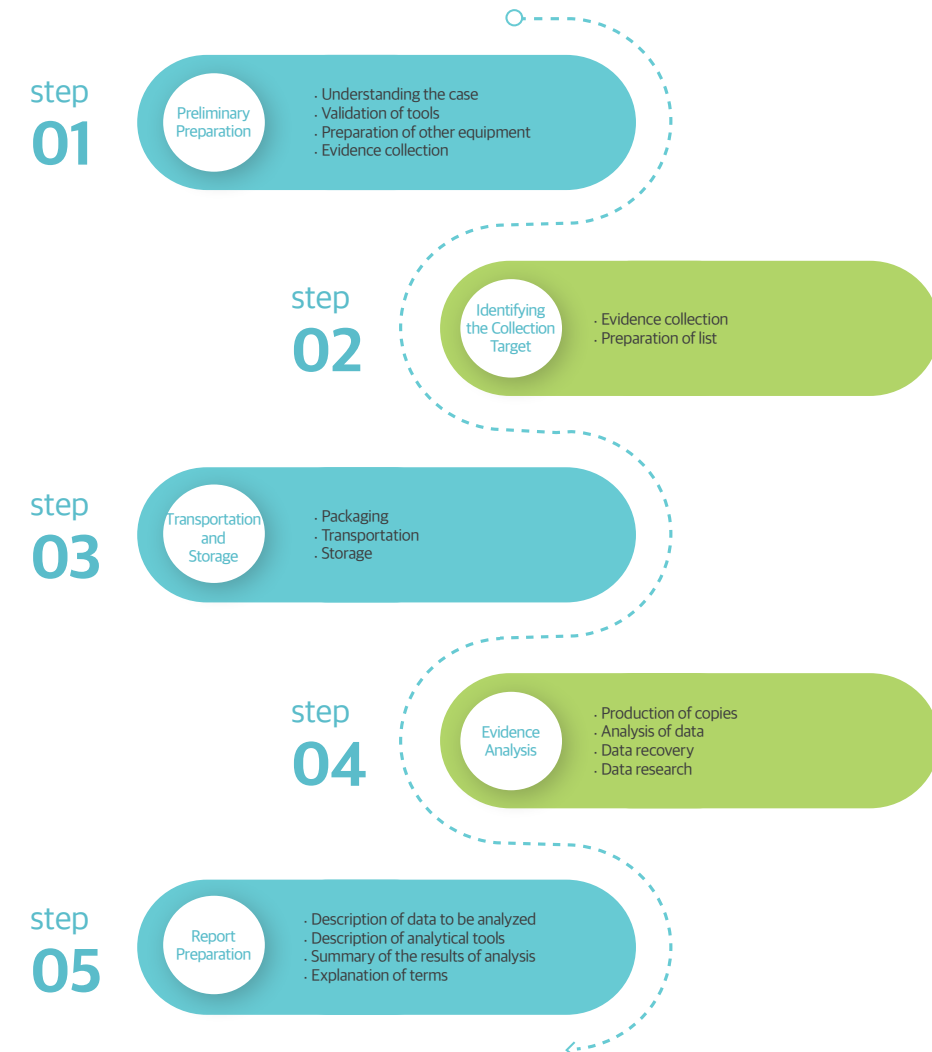 step
01
Preliminary
Preparation
· Understanding the case
· Validation of tools
· Preparation of other equipment
· Evidence collection
step
02
Identifying
the Collection
Target
· Evidence collection
· Preparation of list
step
03
Transportation
and
Storage
· Packaging
· Transportation
· Storage
step
04
Evidence
Analysis
· Production of copies
· Analysis of data
· Data recovery
· Data research
step
05
Report
Preparation
· Description of data to be analyzed
· Description of analytical tools
· Summary of the results of analysis
· Explanation of terms